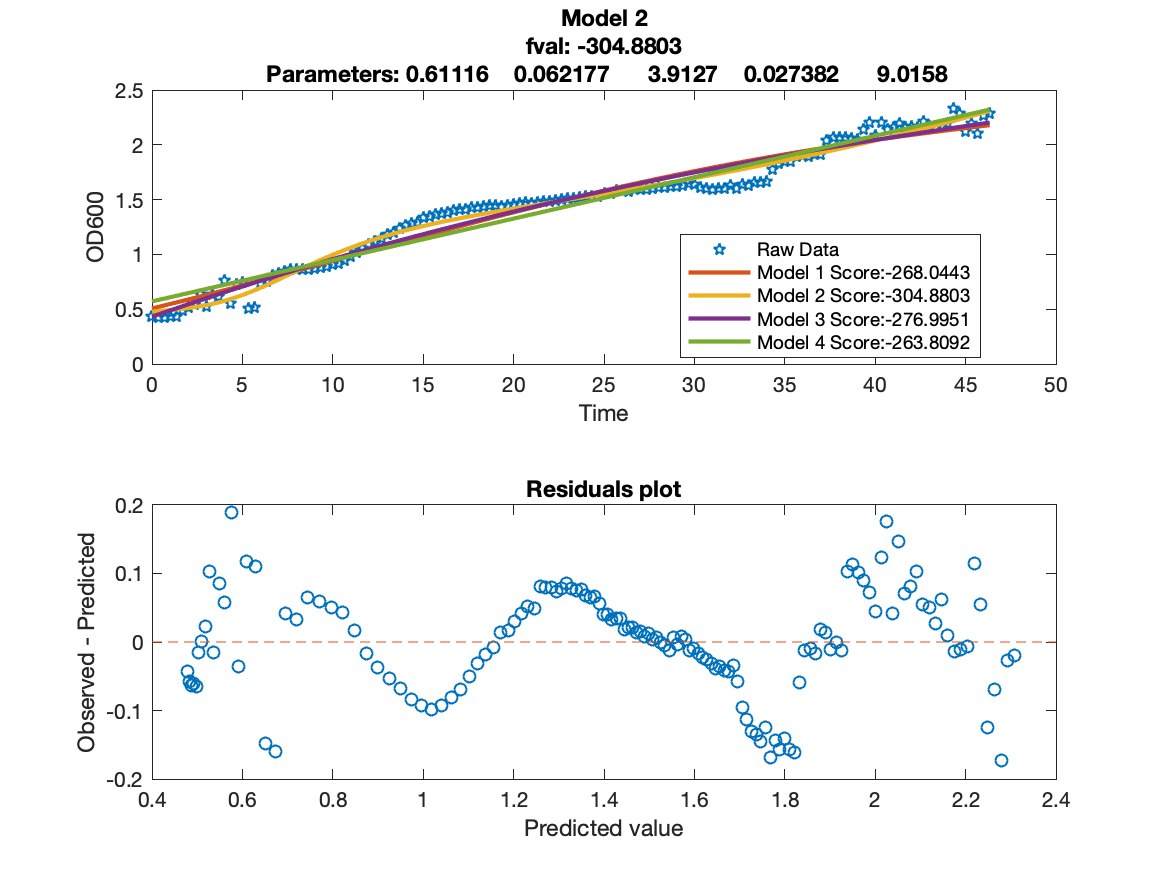 Model 2
fval: -304.8803
Parameters: 0.61116 0.062177 3.9127 0.027382 9.0158
2.5
2
1.5
1
0.5
0
OD600
Raw Data
Model 1 Score:-268.0443
Model 2 Score:-304.8803
Model 3 Score:-276.9951
Model 4 Score:-263.8092
0 5 10 15 20 25 30 35 40 45 50
Time
Residuals plot
0.2
0.1
0
-0.1
-0.2
Observed - Predicted
0.4 0.6 0.8 1 1.2 1.4 1.6 1.8 2 2.2 2.4
Predicted value